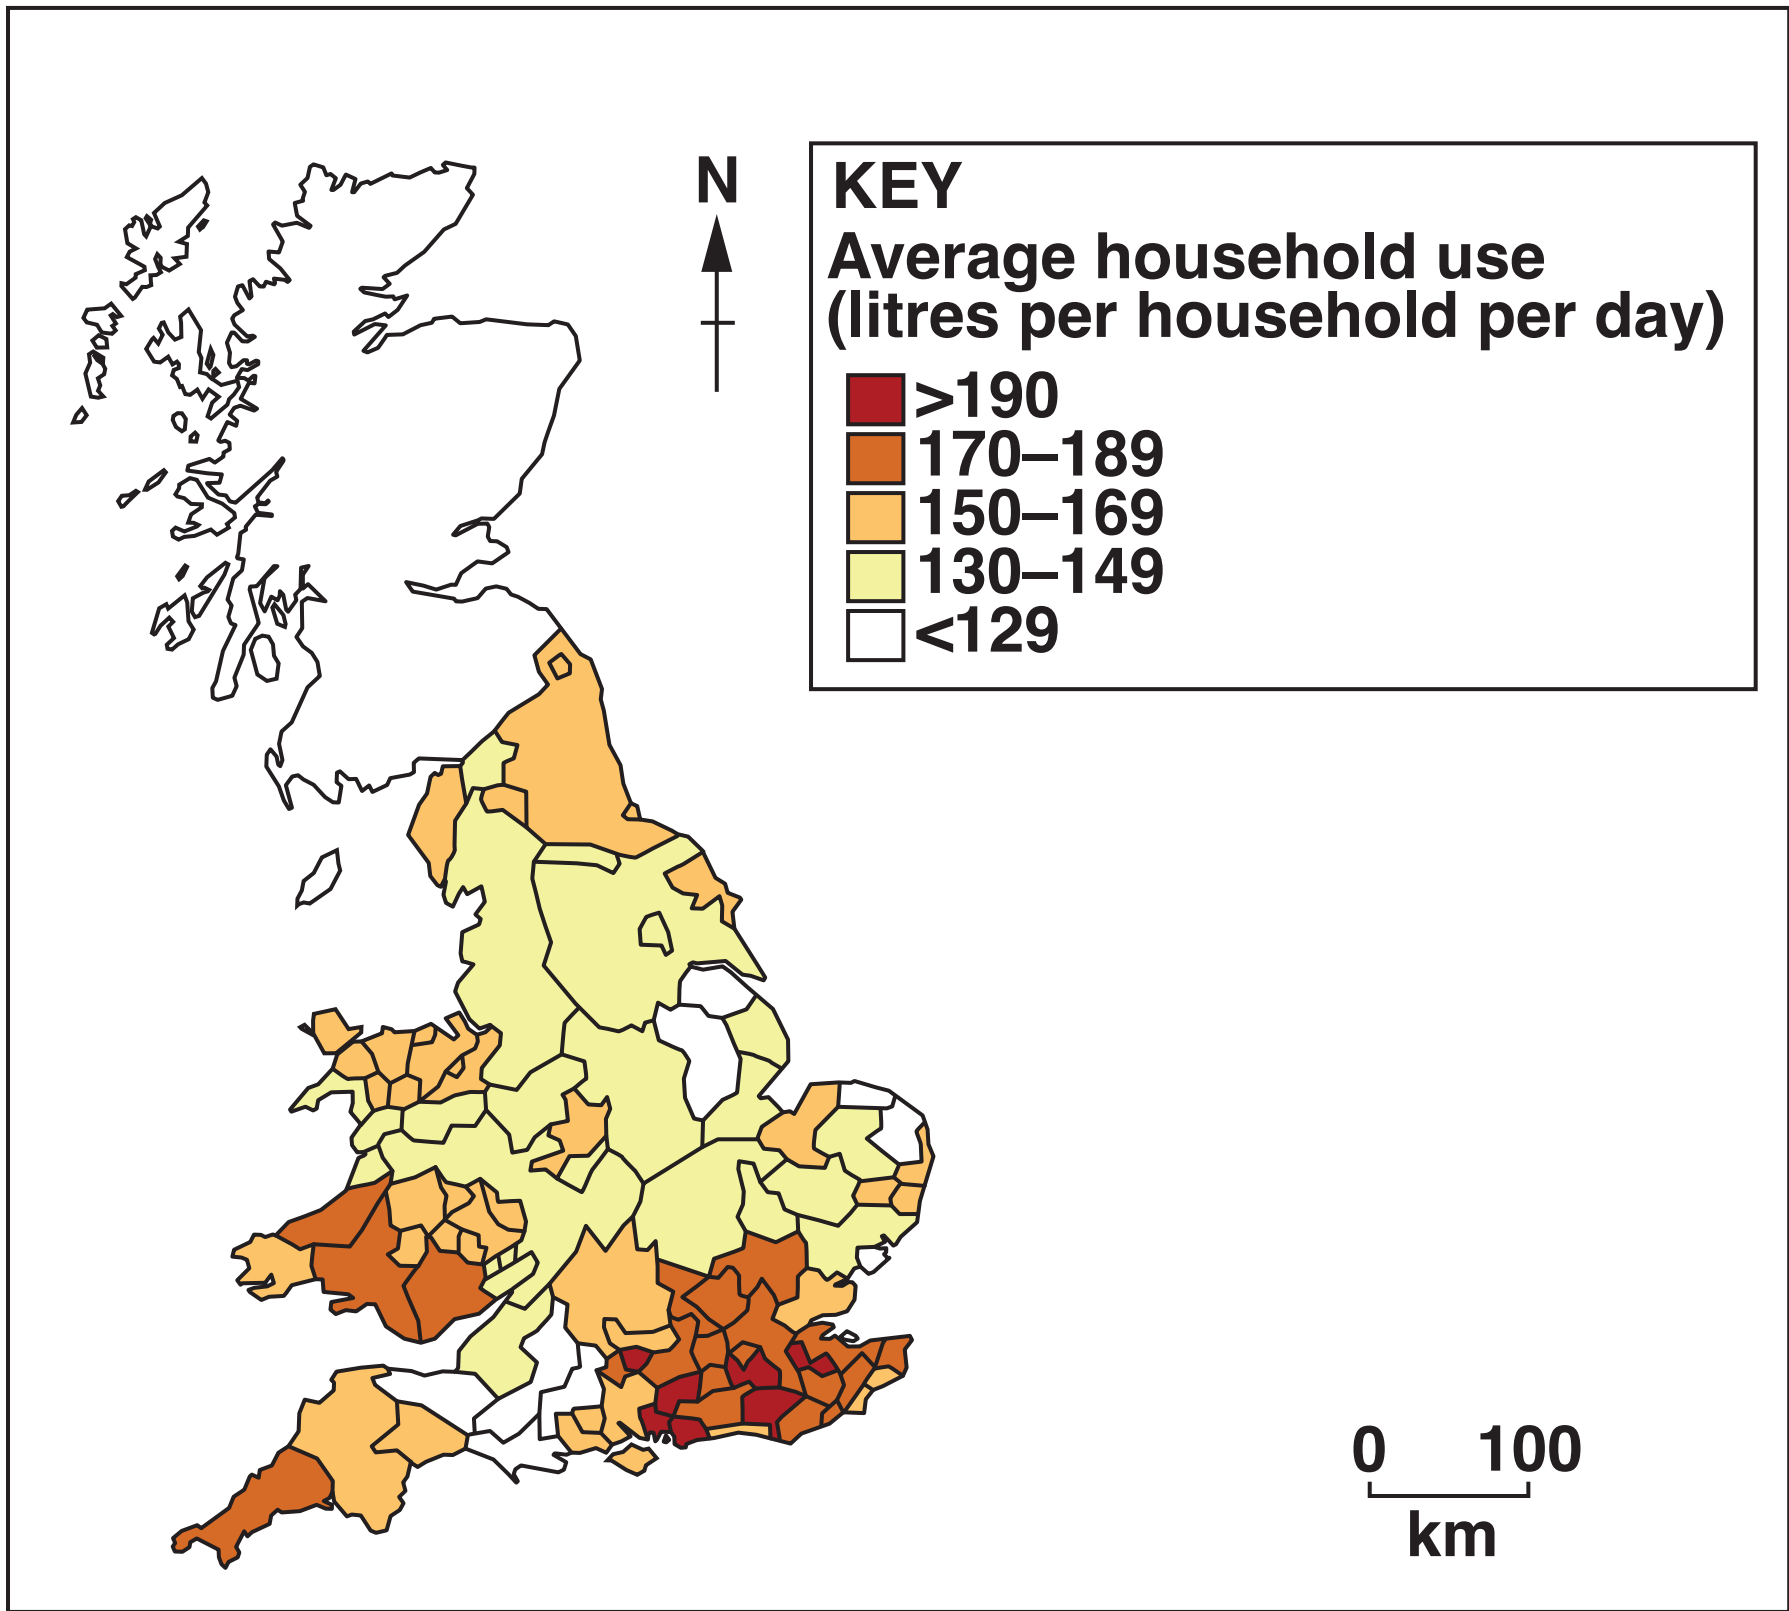 N
KEY
Average household use
(litres per household per day)
>190
170–189
150–169
130–149
<129
0 100
km